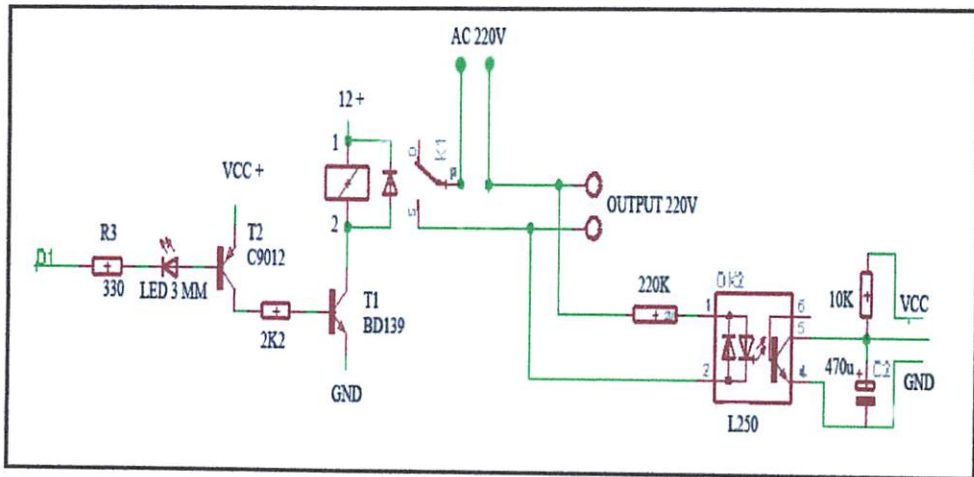 AC 220V
12 +
1
O
K1
P
VCC +
S
OUTPUT 220V
2
R3
T2
C9012
D1
330
LED 3 MM
T1
BD139
2K2
GND
220K
1
OK2
6
10K
VCC
5
2
4
470u
C2
GND
L250